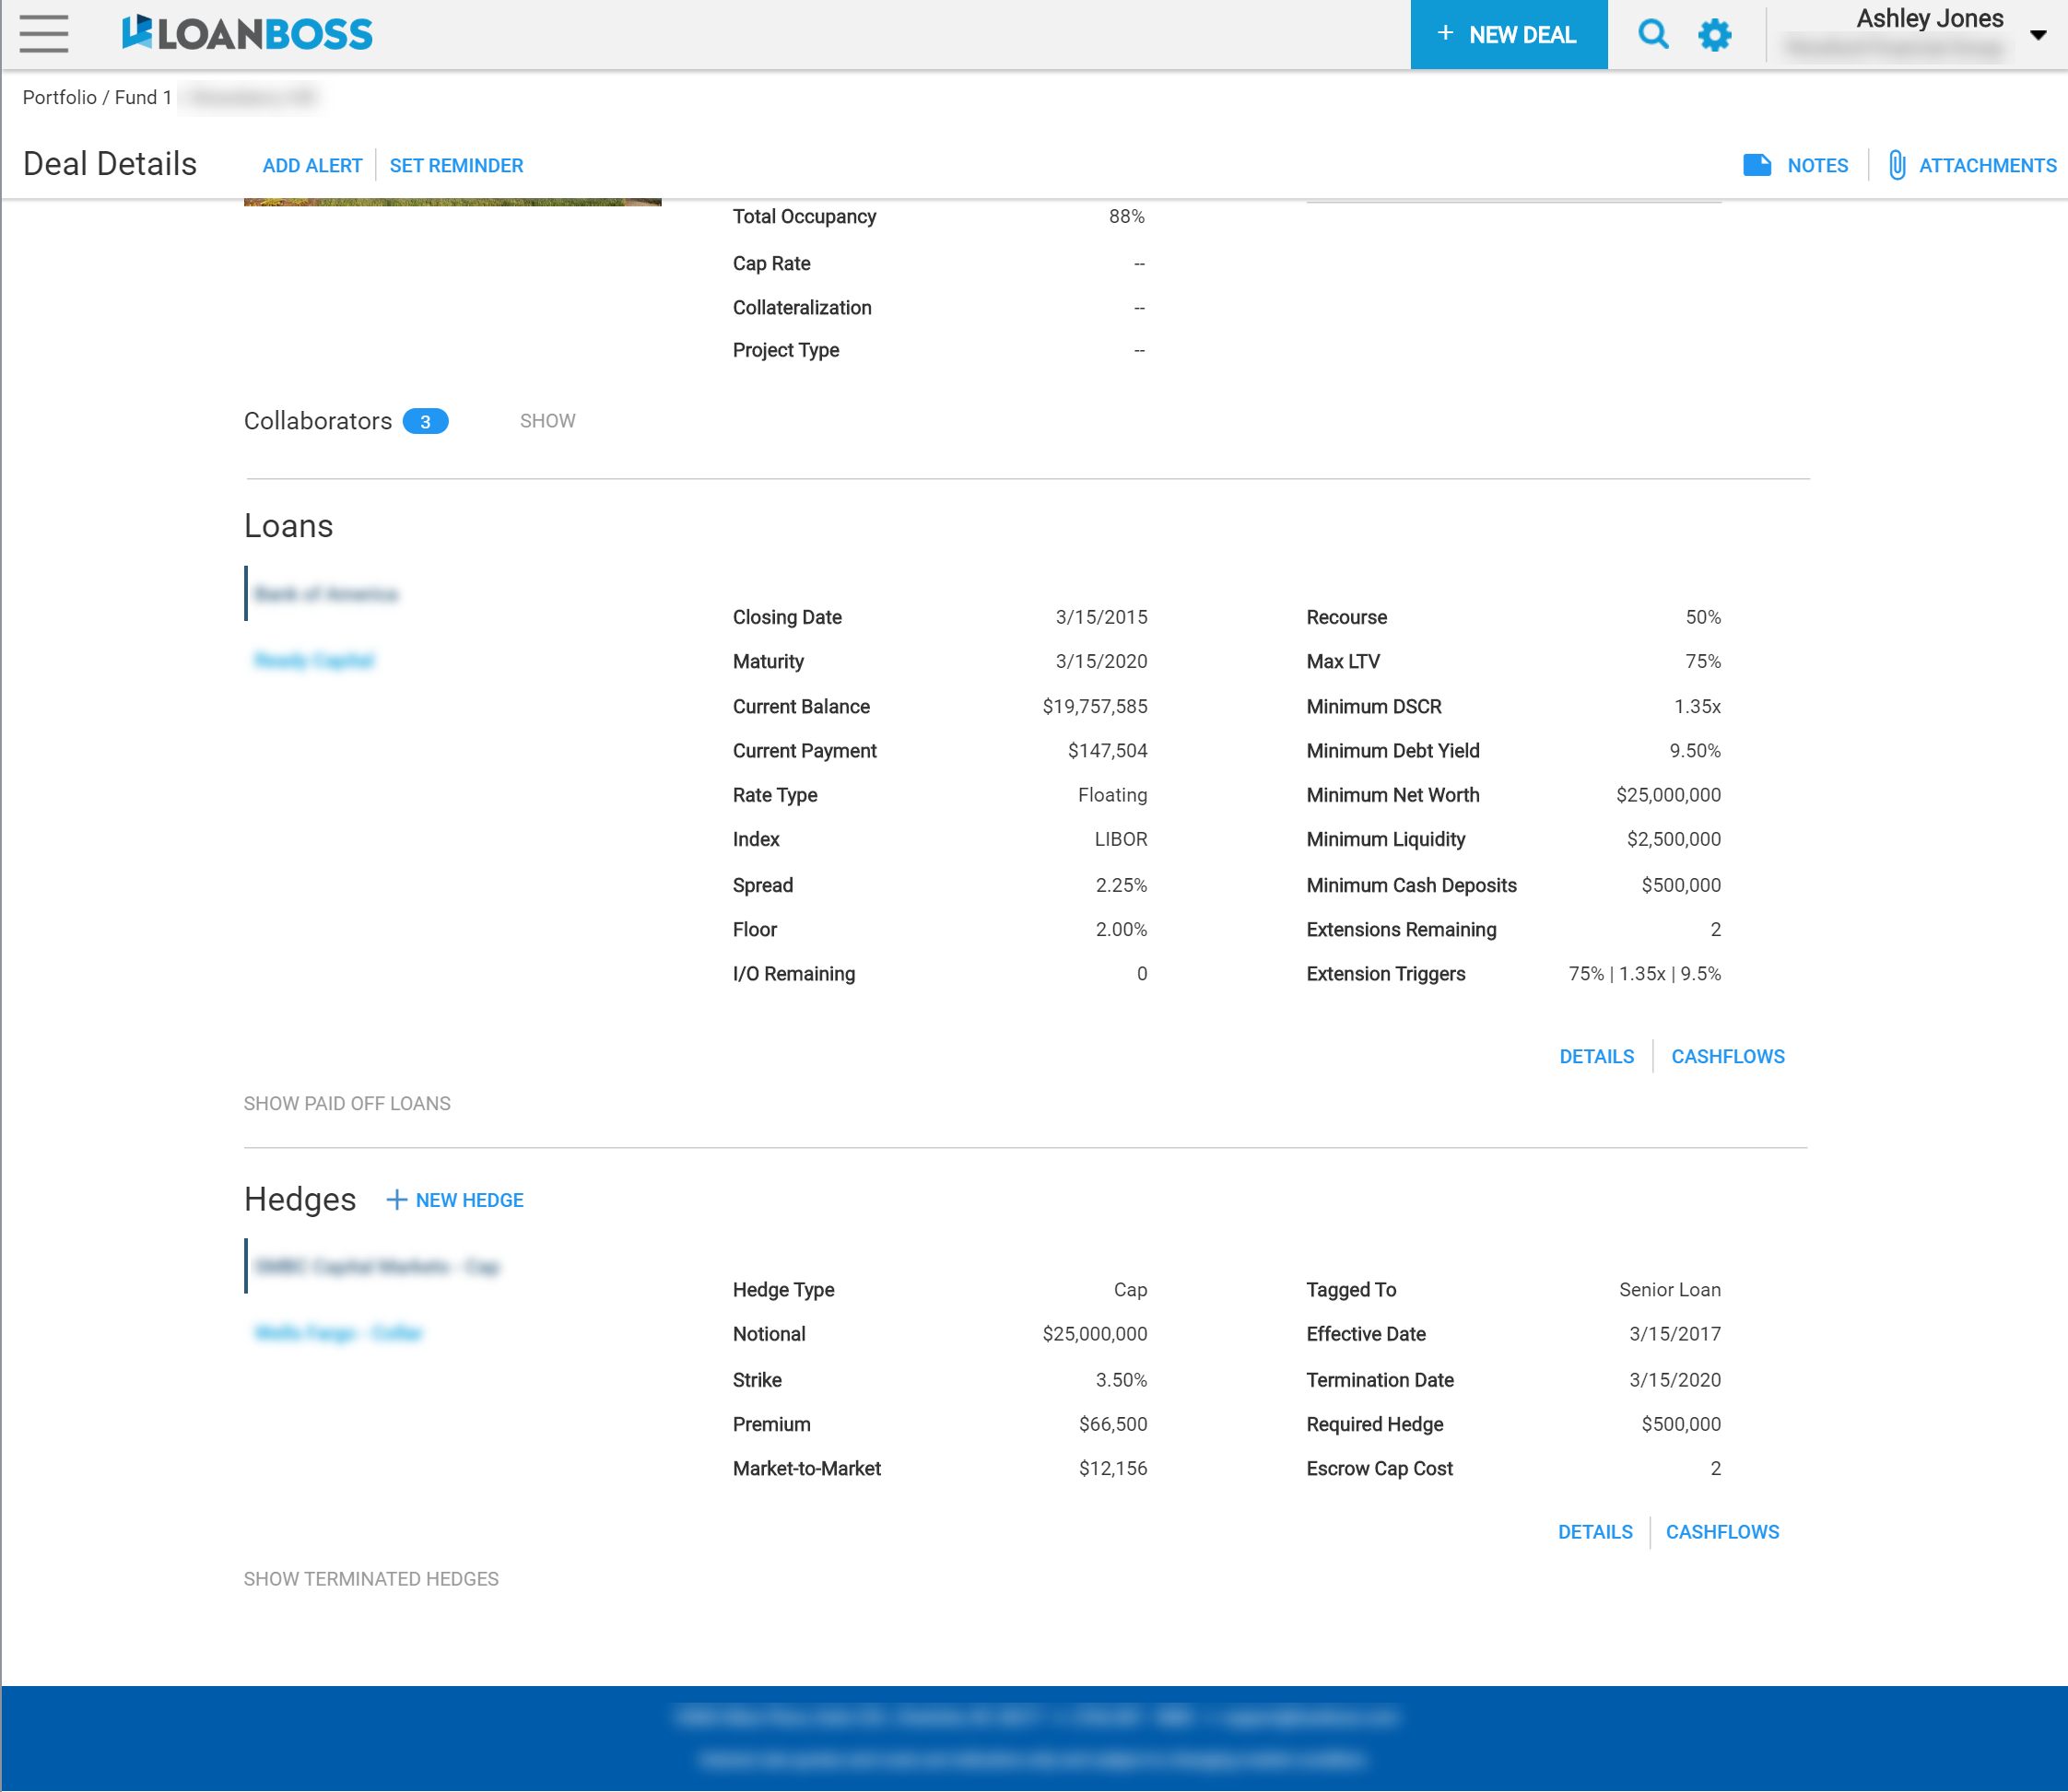 LOANBOSS
+ NEW DEAL
Ashley Jones
Portfolio / Fund 1
Deal Details
ADD ALERT
SET REMINDER
NOTES
ATTACHMENTS
Total Occupancy 88%
Cap Rate --
Collateralization --
Project Type --
Collaborators 3 SHOW
Loans
Closing Date 3/15/2015 Recourse 50%
Maturity 3/15/2020 Max LTV 75%
Current Balance $19,757,585 Minimum DSCR 1.35x
Current Payment $147,504 Minimum Debt Yield 9.50%
Rate Type Floating Minimum Net Worth $25,000,000
Index LIBOR Minimum Liquidity $2,500,000
Spread 2.25% Minimum Cash Deposits $500,000
Floor 2.00% Extensions Remaining 2
I/O Remaining 0 Extension Triggers 75% | 1.35x | 9.5%
DETAILS CASHFLOWS
SHOW PAID OFF LOANS
Hedges + NEW HEDGE
Hedge Type Cap Tagged To Senior Loan
Notional $25,000,000 Effective Date 3/15/2017
Strike 3.50% Termination Date 3/15/2020
Premium $66,500 Required Hedge $500,000
Market-to-Market $12,156 Escrow Cap Cost 2
DETAILS CASHFLOWS
SHOW TERMINATED HEDGES